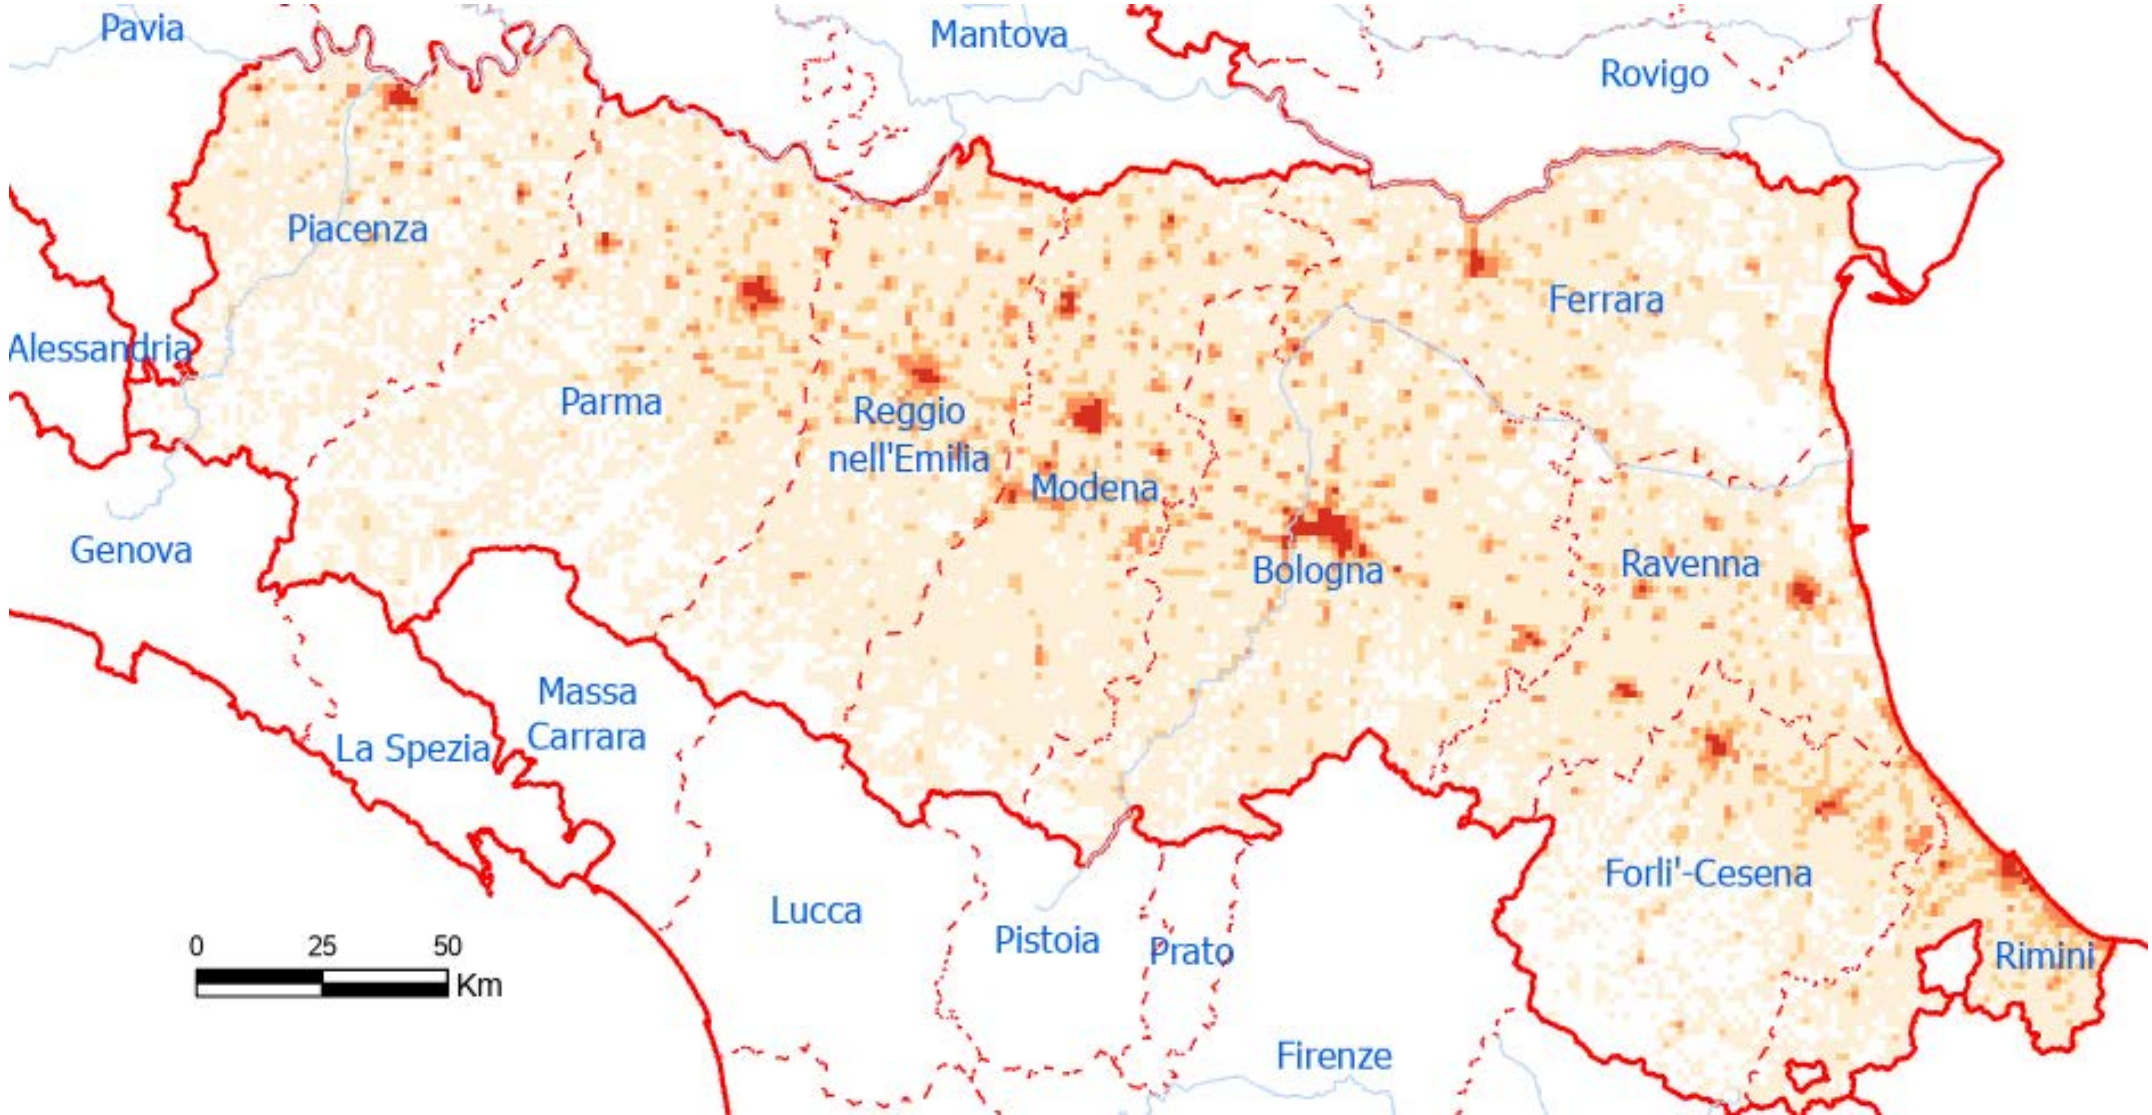 Pavia
Mantova
Rovigo
Piacenza
Ferrara
Alessandria
Parma
Reggio
nell'Emilia
Modena
Genova
Bologna
Ravenna
Massa
Carrara
La Spezia
Forli'-Cesena
Lucca
Pistoia
Prato
Rimini
0 25 50
Km
Firenze